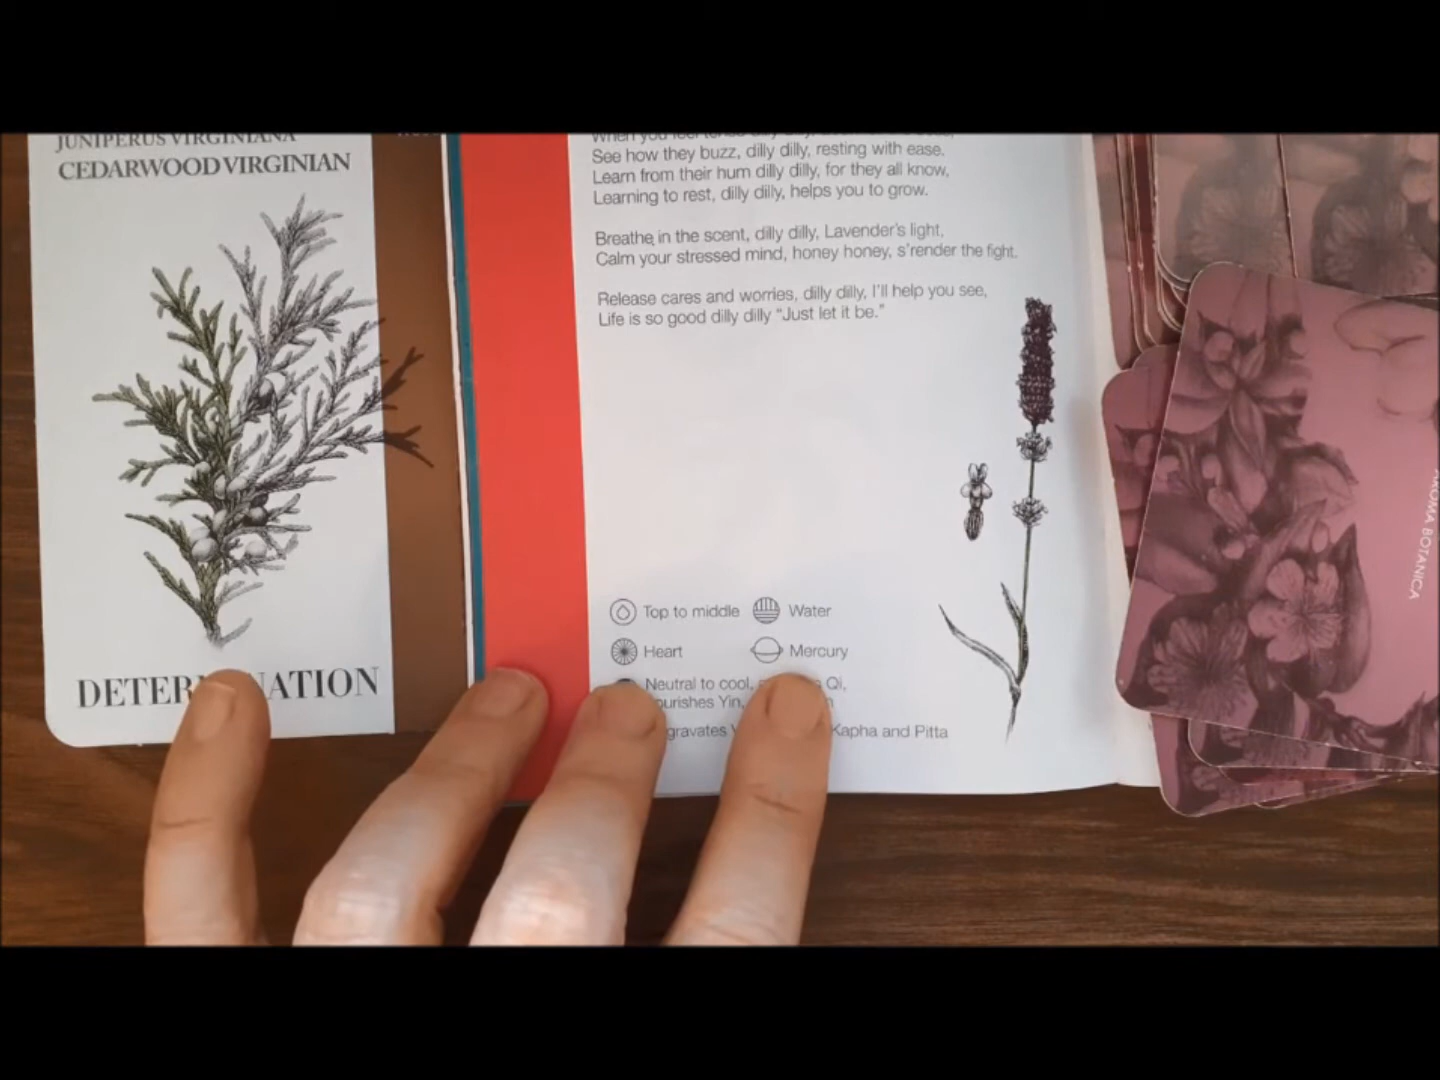 JUNIPERUS VIRGINIANA
CEDARWOOD VIRGINIAN
DETER NATION
When you feel
See how they buzz, dilly dilly, resting with ease.
Learn from their hum dilly dilly, for they all know,
Learning to rest, dilly dilly, helps you to grow.
Breathe in the scent, dilly dilly, Lavender's light,
Calm your stressed mind, honey honey, s'render the fight.
Release cares and worries, dilly dilly, I'll help you see,
Life is so good dilly dilly "Just let it be."
Top to middle
Water
Heart
Mercury
Neutral to cool, Qi,
Yin,
Kapha and Pitta
AROMA BOTANICA